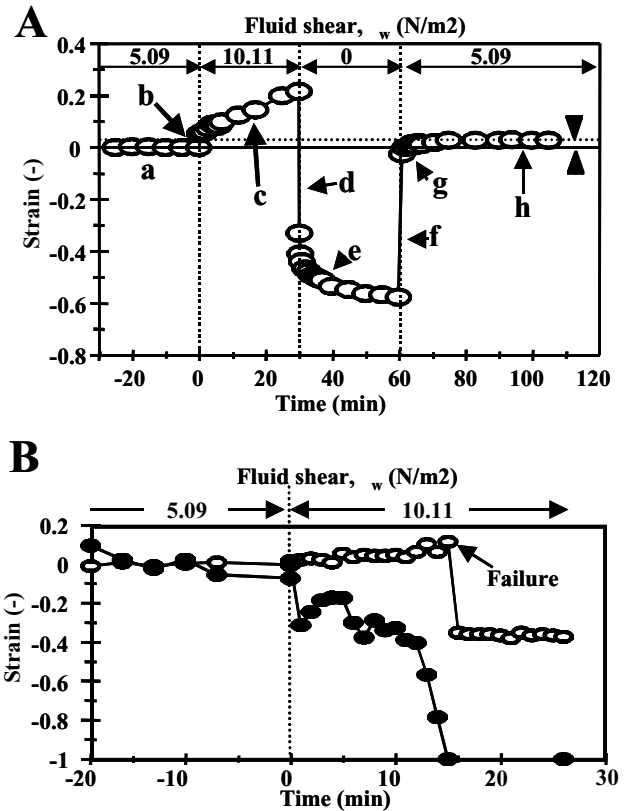 A
Fluid shear, w (N/m2)
5.09 10.11 0 5.09
0.4
0.2
0
-0.2
-0.4
-0.6
-0.8
Strain (-)
a
b
c
d
e
f
g
h
-20 0 20 40 60 80 100 120
Time (min)
B
Fluid shear, w (N/m2)
5.09 10.11
0.2
0
-0.2
-0.4
-0.6
-0.8
-1
Strain (-)
Failure
-20 -10 0 10 20 30
Time (min)